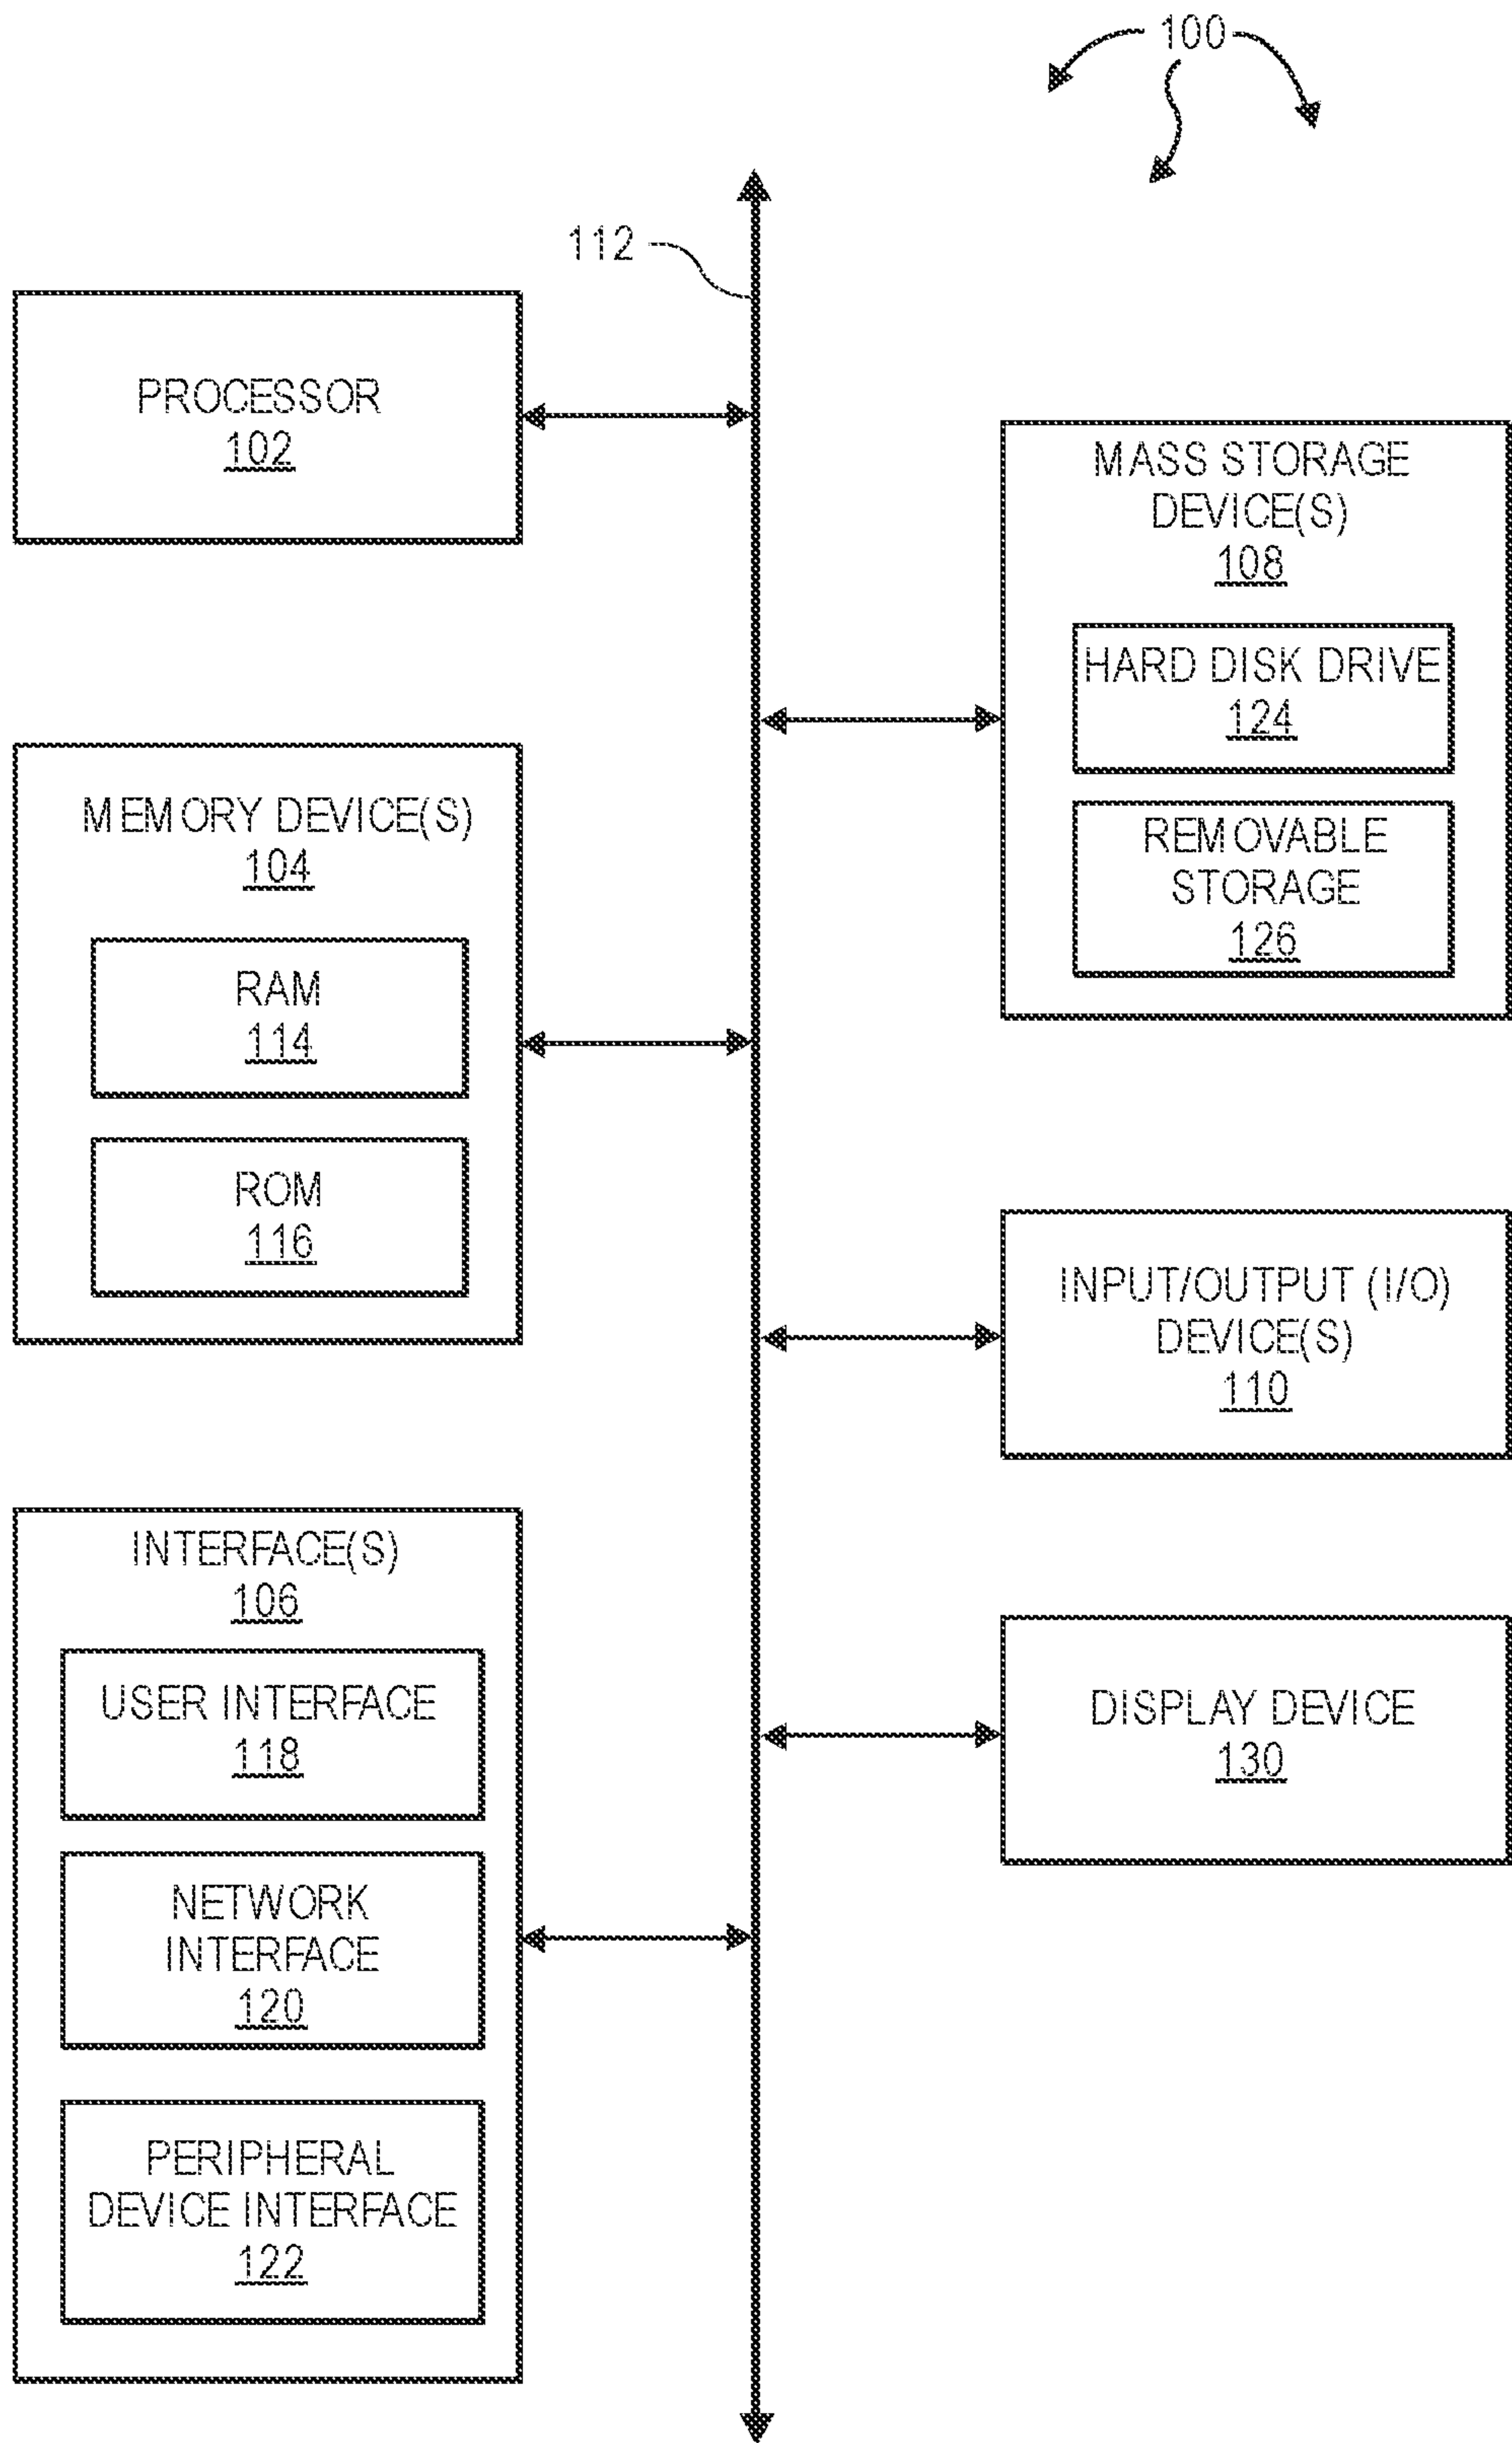 100
112
PROCESSOR
102
MEMORY DEVICE(S)
104
RAM
114
ROM
116
INTERFACE(S)
106
USER INTERFACE
118
NETWORK
INTERFACE
120
PERIPHERAL
DEVICE INTERFACE
122
MASS STORAGE
DEVICE(S)
108
HARD DISK DRIVE
124
REMOVABLE
STORAGE
126
INPUT/OUTPUT (I/O)
DEVICE(S)
110
DISPLAY DEVICE
130